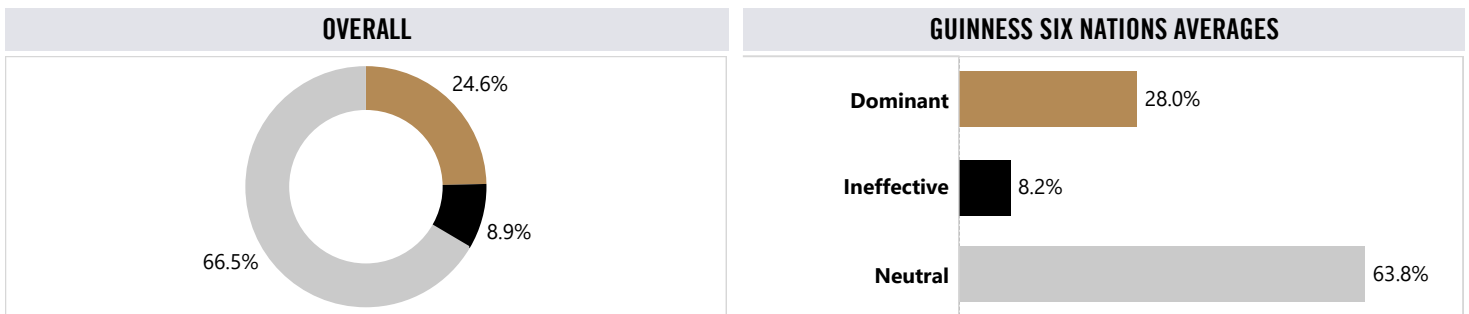 OVERALL
24.6%
8.9%
66.5%
GUINNESS SIX NATIONS AVERAGES
Dominant 28.0%
Ineffective 8.2%
Neutral 63.8%